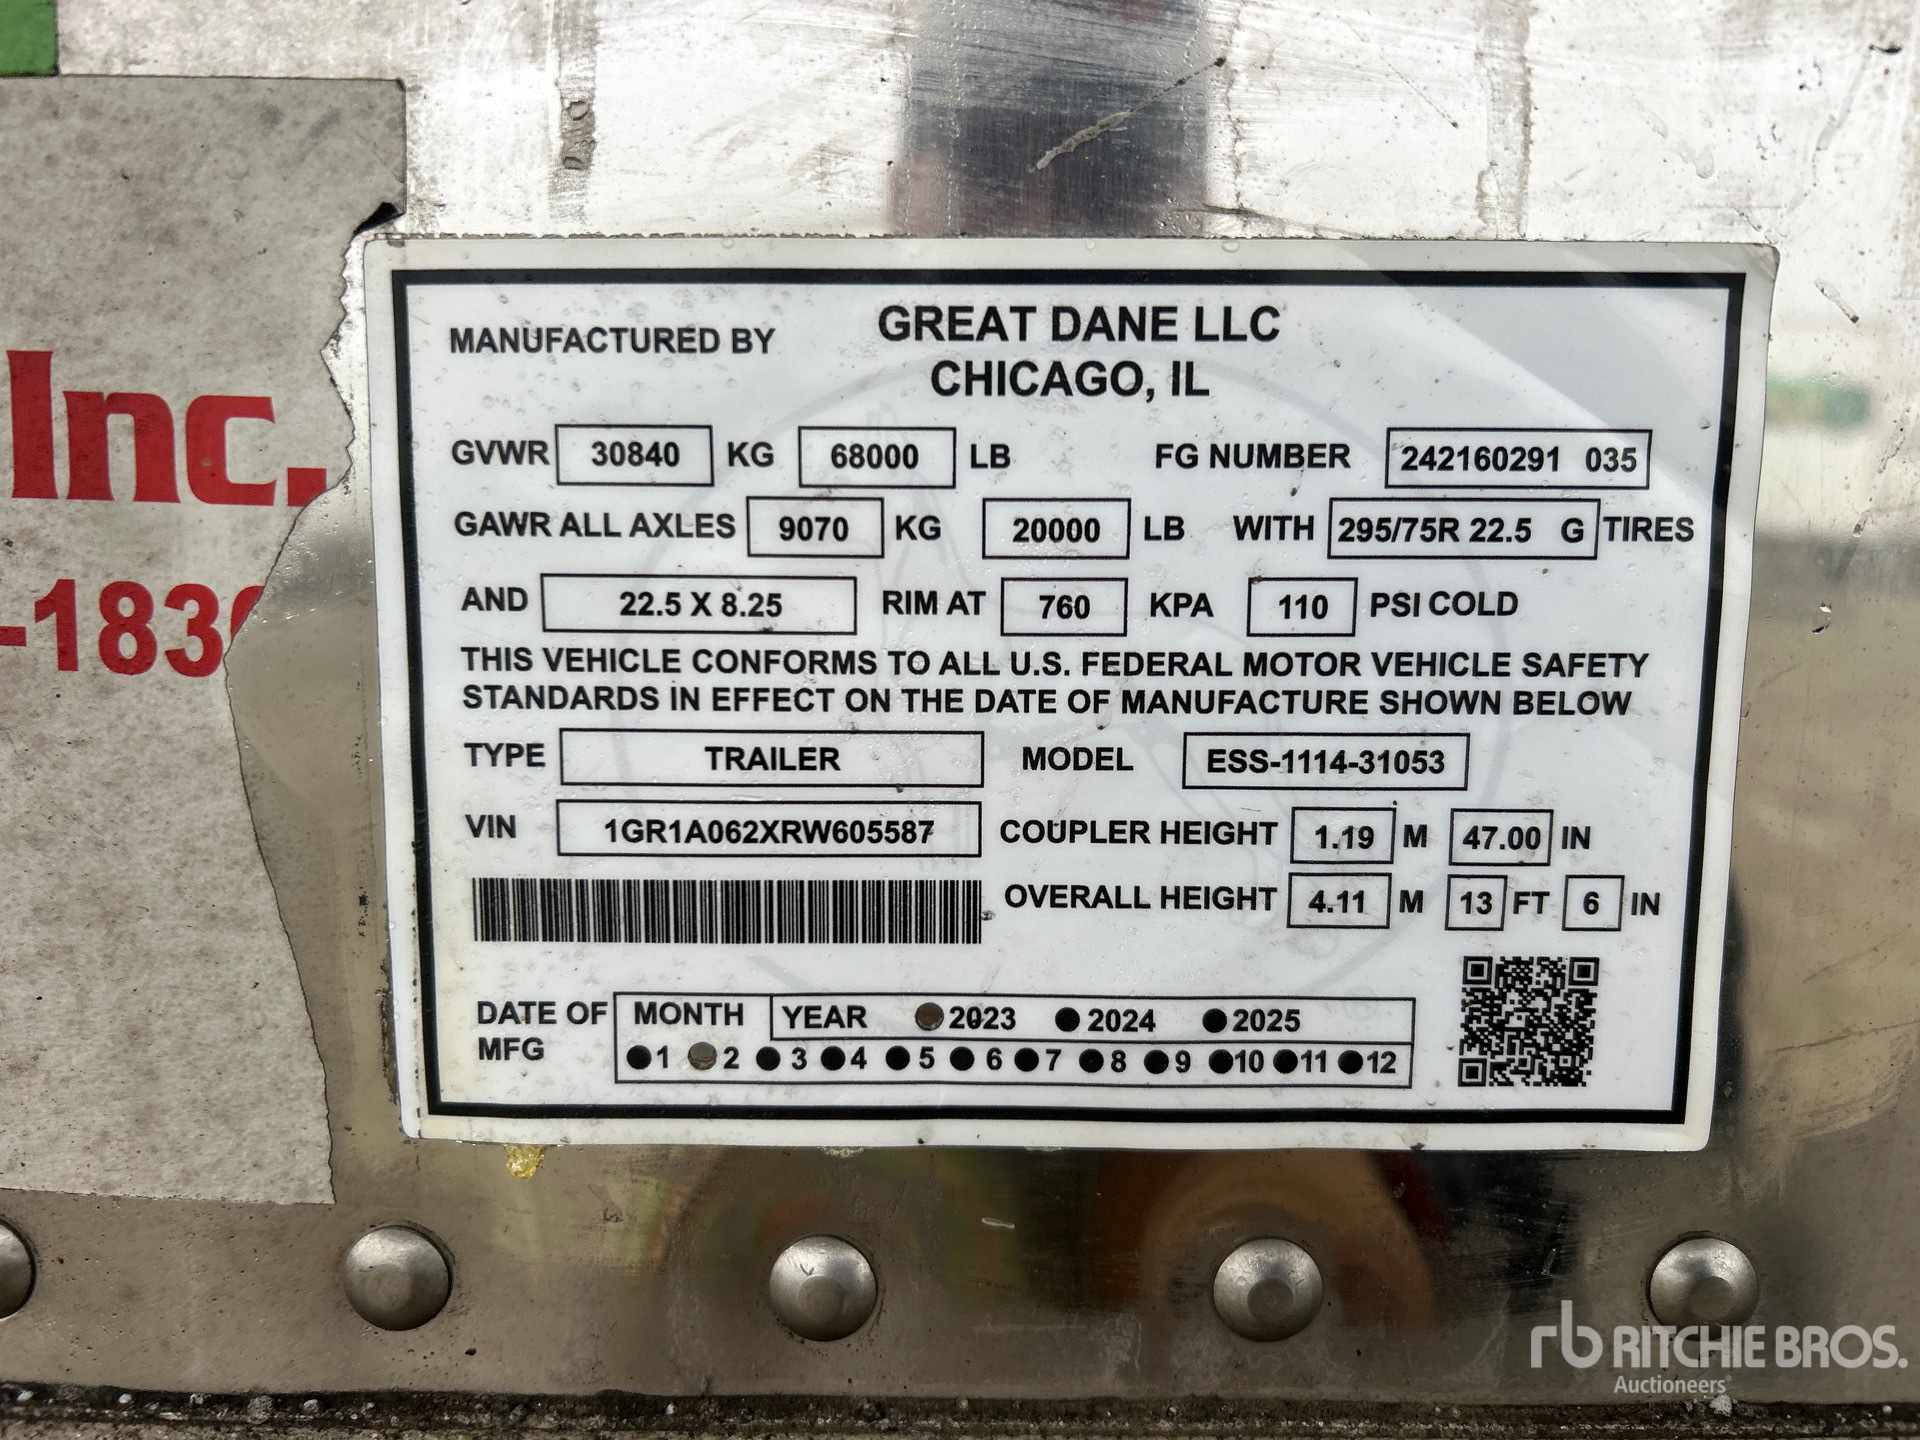 Inc.
-183
MANUFACTURED BY GREAT DANE LLC
CHICAGO, IL
GVWR 30840 KG 68000 LB FG NUMBER 242160291 035
GAWR ALL AXLES 9070 KG 20000 LB WITH 295/75R 22.5 G TIRES
AND 22.5 X 8.25 RIM AT 760 KPA 110 PSI COLD
THIS VEHICLE CONFORMS TO ALL U.S. FEDERAL MOTOR VEHICLE SAFETY
STANDARDS IN EFFECT ON THE DATE OF MANUFACTURE SHOWN BELOW
TYPE TRAILER MODEL ESS-1114-31053
VIN 1GR1A062XRW605587 COUPLER HEIGHT 1.19 M 47.00 IN
OVERALL HEIGHT 4.11 M 13 FT 6 IN
DATE OF MFG MONTH YEAR 2023 2024 2025
1 2 3 4 5 6 7 8 9 10 11 12
rb RITCHIE BROS.
Auctioneers